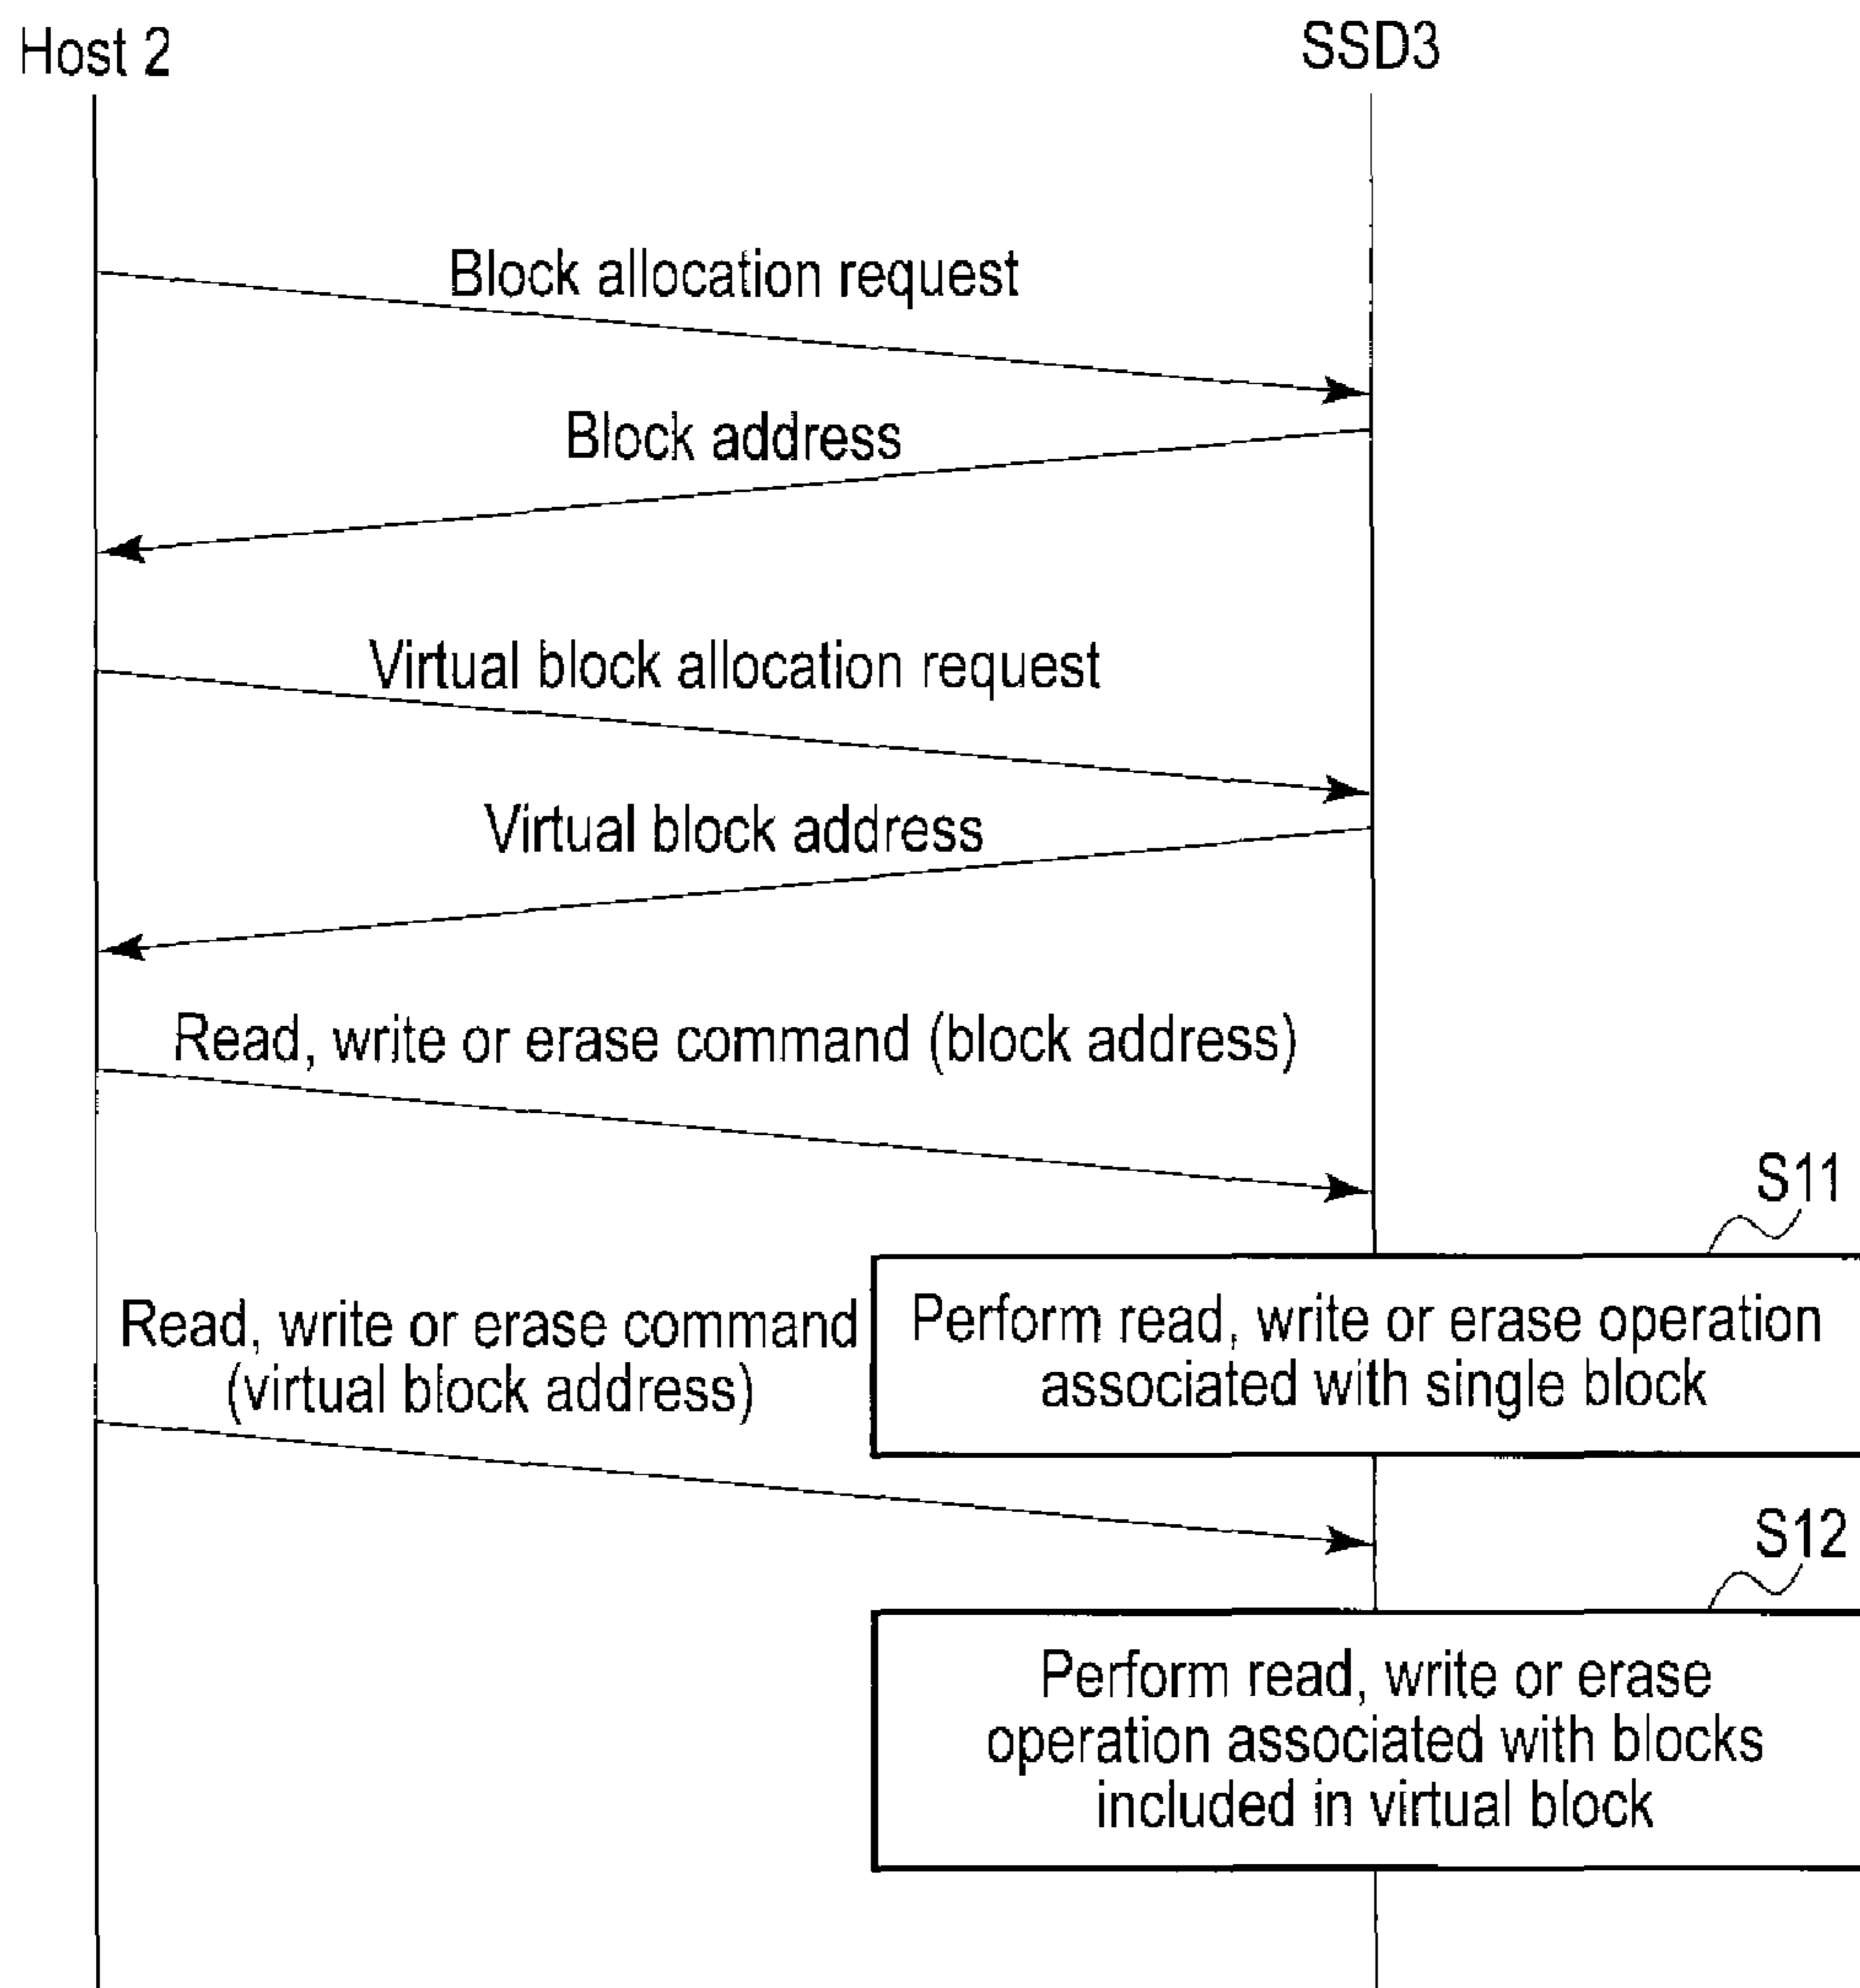 Host 2
SSD3
Block allocation request
Block address
Virtual block allocation request
Virtual block address
Read, write or erase command (block address)
S11
Read, write or erase command
(virtual block address)
Perform read, write or erase operation
associated with single block
S12
Perform read, write or erase
operation associated with blocks
included in virtual block